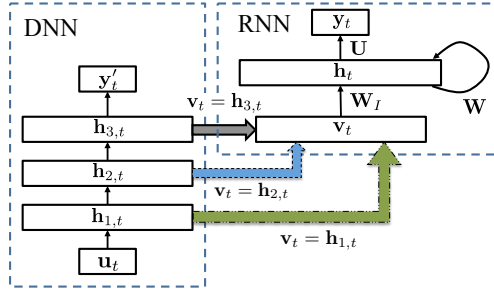 DNN
RNN
y_t
U
y′_t
h_t
v_t = h_{3,t}
W_I
W
h_{3,t}
v_t
h_{2,t}
v_t = h_{2,t}
h_{1,t}
v_t = h_{1,t}
u_t